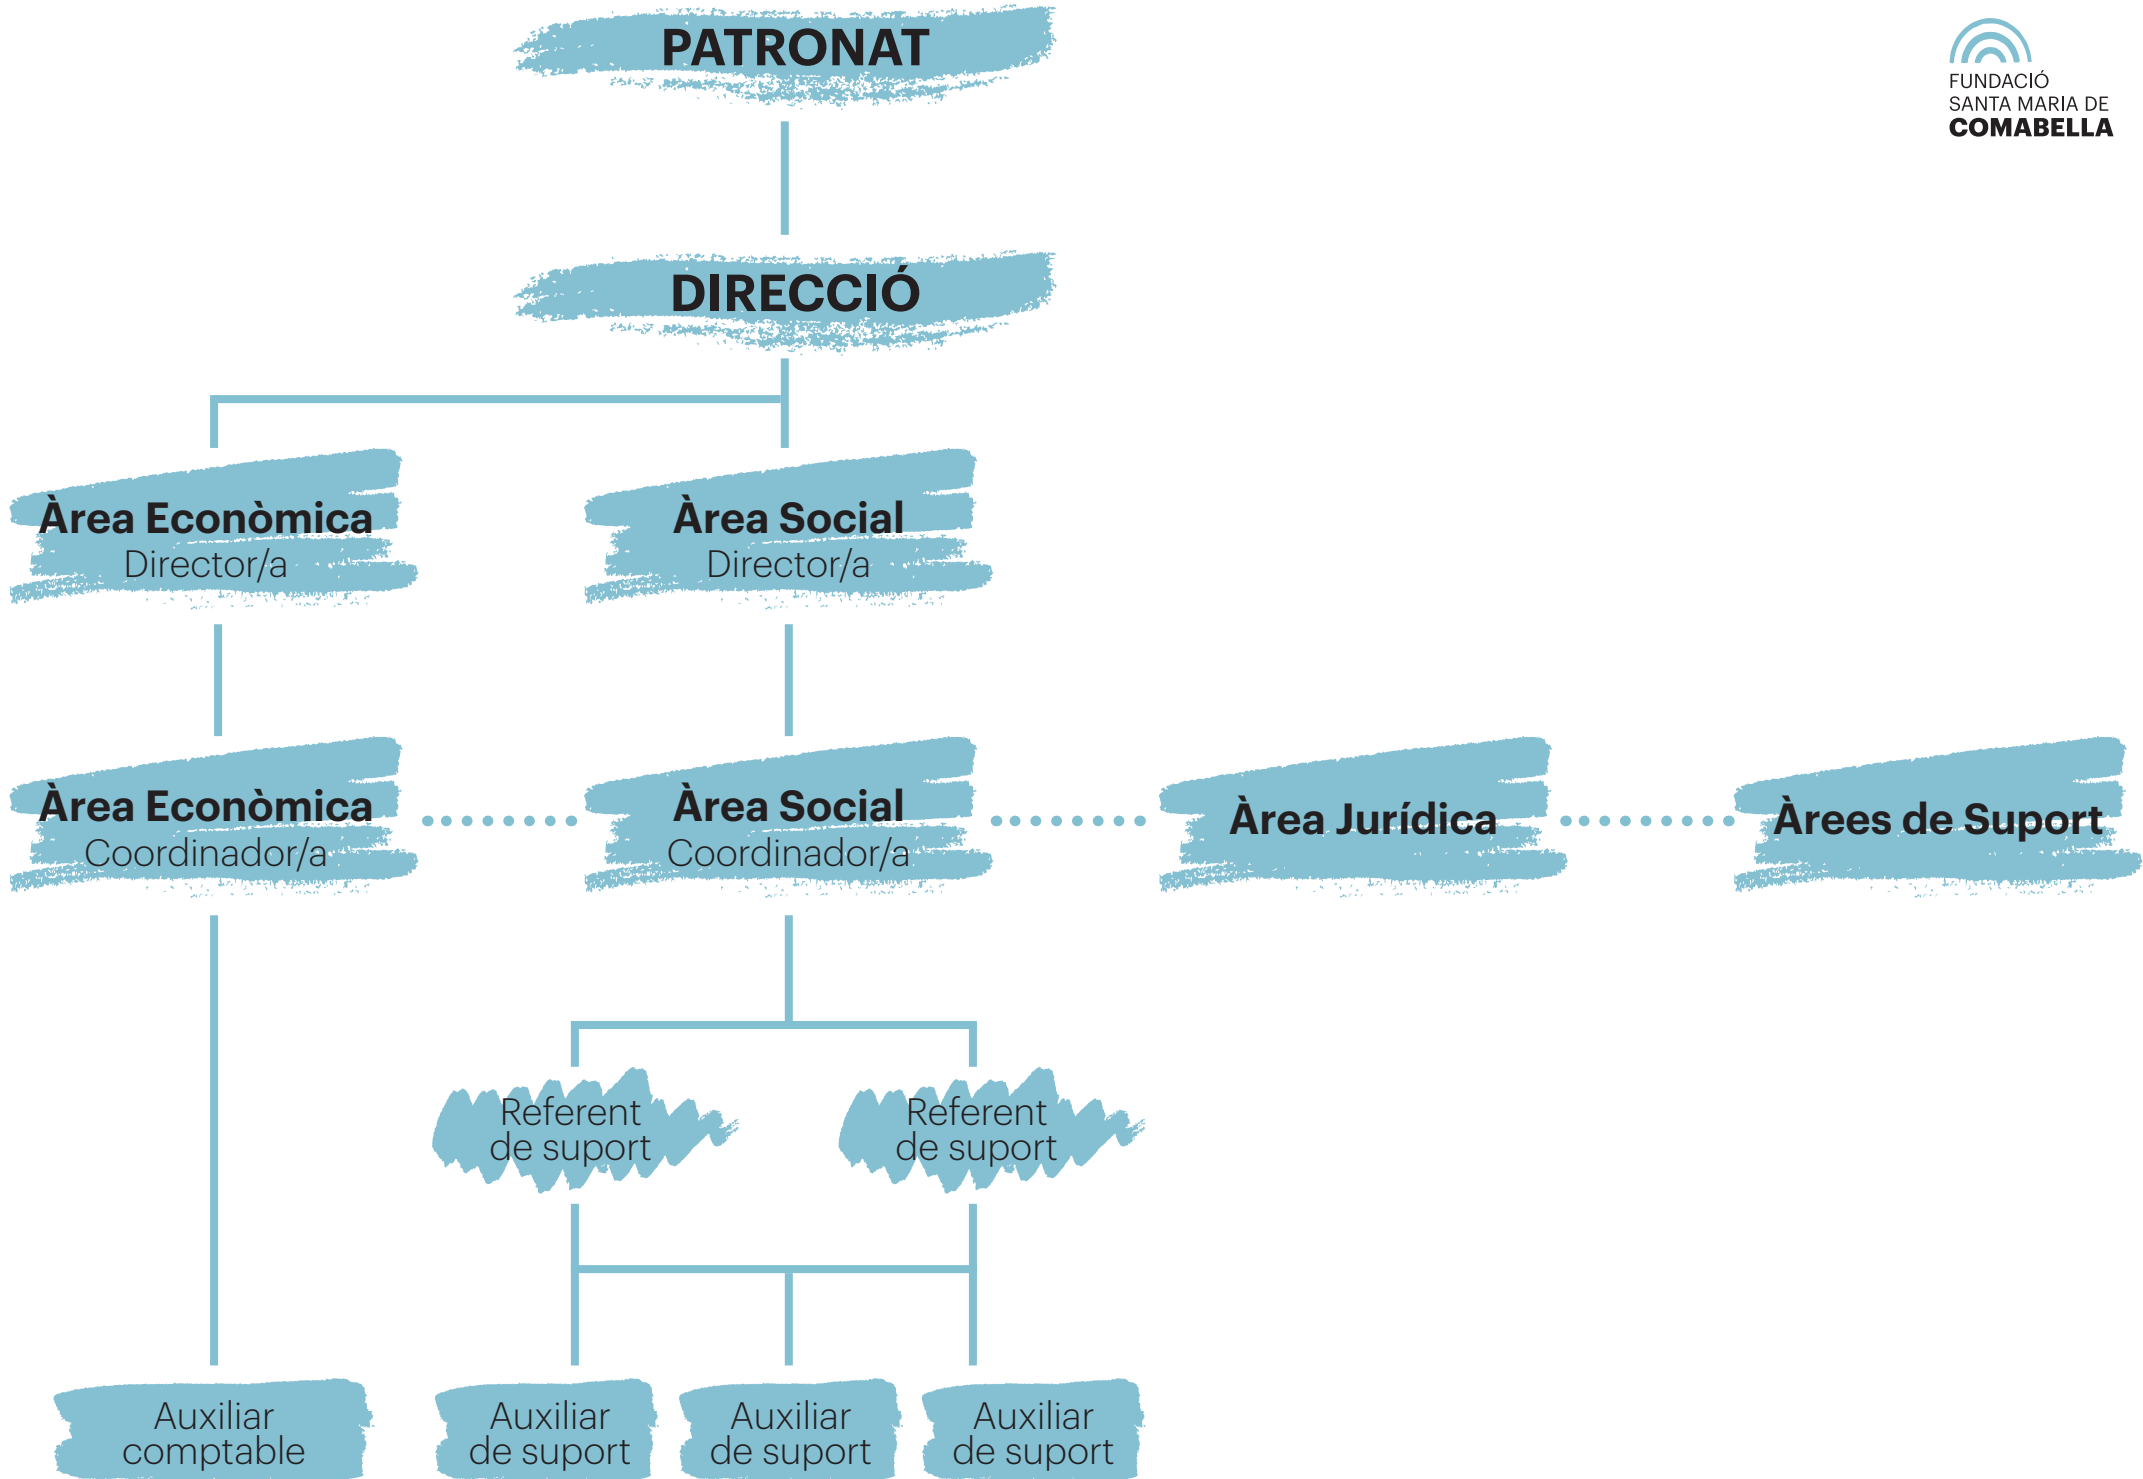 PATRONAT
FUNDACIÓ
SANTA MARIA DE
COMABELLA
DIRECCIÓ
Àrea Econòmica
Director/a
Àrea Social
Director/a
Àrea Econòmica
Coordinador/a
Àrea Social
Coordinador/a
Àrea Jurídica
Àrees de Suport
Referent
de suport
Referent
de suport
Auxiliar
comptable
Auxiliar
de suport
Auxiliar
de suport
Auxiliar
de suport